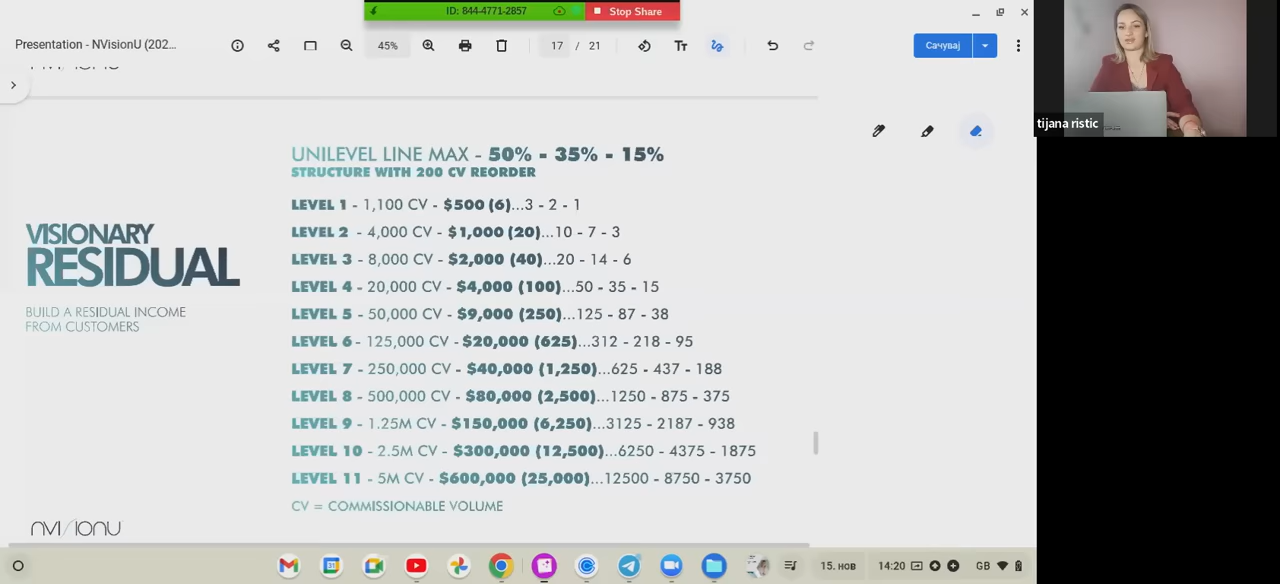 ID: 844-4771-2857
Stop Share
Presentation - NVisionU (202...
45%
17 / 21
Tт
Сачувај
tijana ristic
UNILEVEL LINE MAX - 50% - 35% - 15%
STRUCTURE WITH 200 CV REORDER
LEVEL 1 - 1,100 CV - $500 (6)...3 - 2 - 1
LEVEL 2 - 4,000 CV - $1,000 (20)...10 - 7 - 3
LEVEL 3 - 8,000 CV - $2,000 (40)...20 - 14 - 6
LEVEL 4 - 20,000 CV - $4,000 (100)...50 - 35 - 15
LEVEL 5 - 50,000 CV - $9,000 (250)...125 - 87 - 38
LEVEL 6 - 125,000 CV - $20,000 (625)...312 - 218 - 95
LEVEL 7 - 250,000 CV - $40,000 (1,250)...625 - 437 - 188
LEVEL 8 - 500,000 CV - $80,000 (2,500)...1250 - 875 - 375
LEVEL 9 - 1.25M CV - $150,000 (6,250)...3125 - 2187 - 938
LEVEL 10 - 2.5M CV - $300,000 (12,500)...6250 - 4375 - 1875
LEVEL 11 - 5M CV - $600,000 (25,000)...12500 - 8750 - 3750
CV = COMMISSIONABLE VOLUME
VISIONARY
RESIDUAL
BUILD A RESIDUAL INCOME
FROM CUSTOMERS
nvisionu
15. нов
14:20
GB